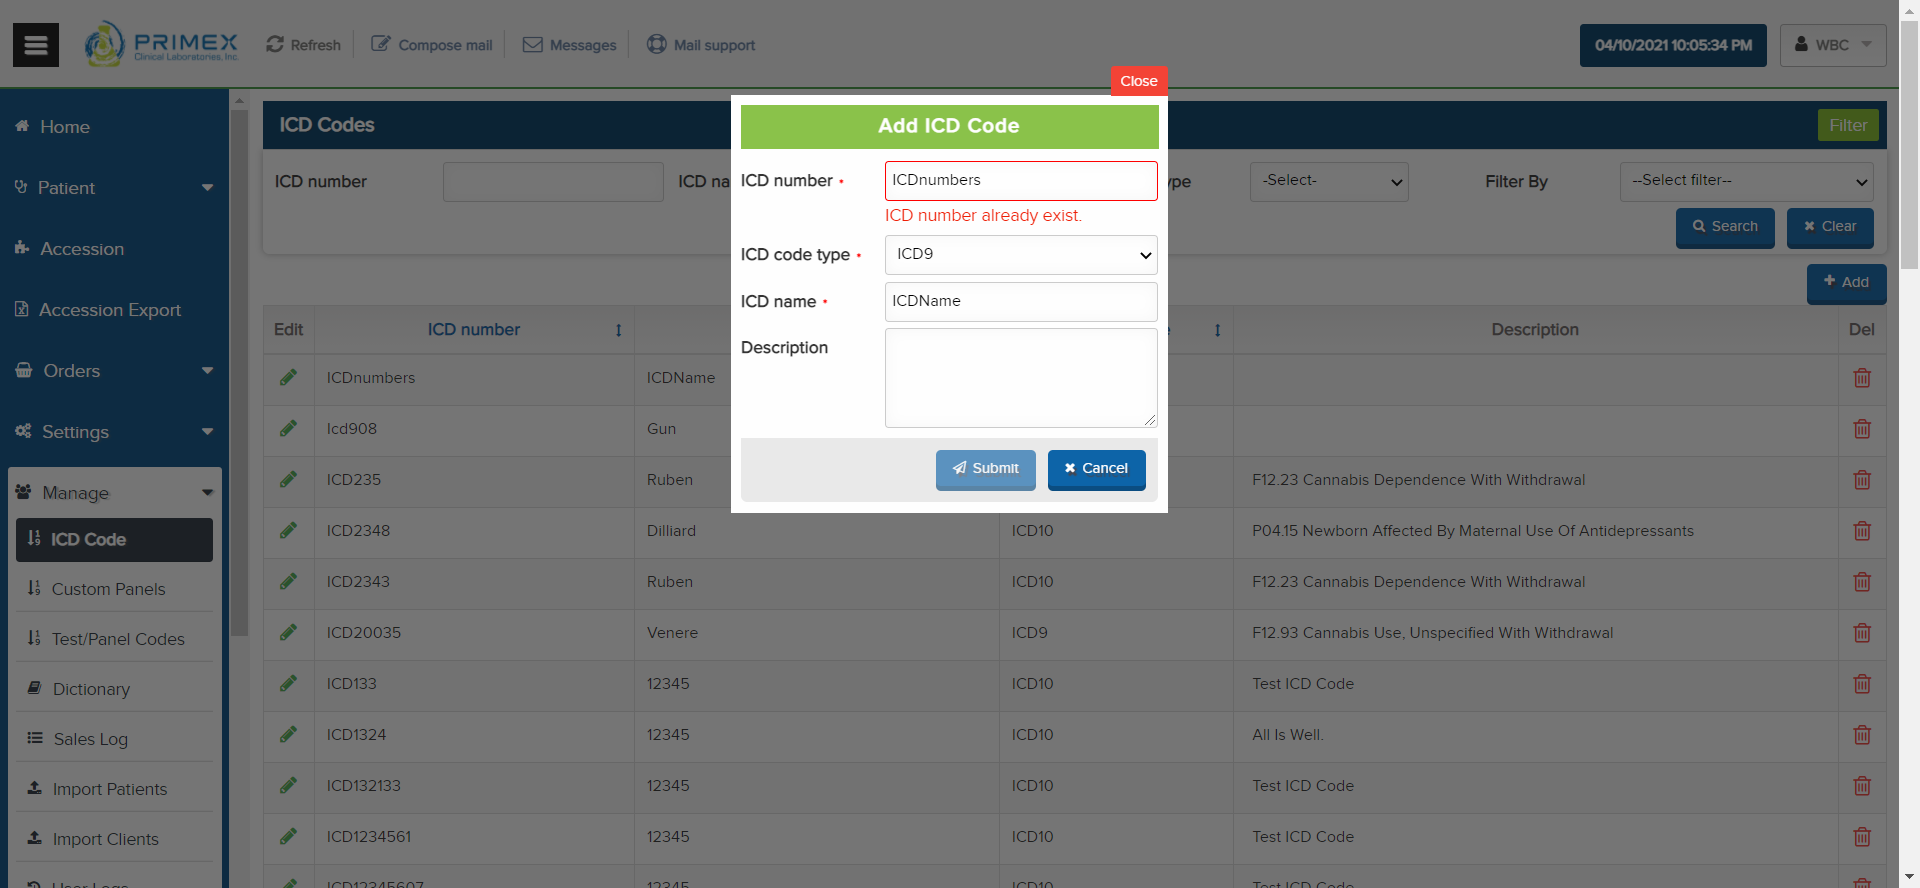 PRIMEX
Clinical Laboratories, Inc.
Refresh
Compose mail
Messages
Mail support
04/10/2021 10:05:34 PM
WBC
Close
Home
Patient
Accession
Accession Export
Orders
Settings
Manage
ICD Code
Custom Panels
Test/Panel Codes
Dictionary
Sales Log
Import Patients
Import Clients
User Logs
ICD Codes
Filter
ICD number
ICD na
ype
-Select-
Filter By
--Select filter--
Search
Clear
Add
Add ICD Code
ICD number •
ICDnumbers
ICD number already exist.
ICD code type •
ICD9
ICD name •
ICDName
Description
Submit
Cancel
Edit ICD number Description Del
ICDnumbers ICDName
Icd908 Gun
ICD235 Ruben F12.23 Cannabis Dependence With Withdrawal
ICD2348 Dilliard ICD10 P04.15 Newborn Affected By Maternal Use Of Antidepressants
ICD2343 Ruben ICD10 F12.23 Cannabis Dependence With Withdrawal
ICD20035 Venere ICD9 F12.93 Cannabis Use, Unspecified With Withdrawal
ICD133 12345 ICD10 Test ICD Code
ICD1324 12345 ICD10 All Is Well.
ICD132133 12345 ICD10 Test ICD Code
ICD1234561 12345 ICD10 Test ICD Code
ICD12345607 12345 ICD10 Test ICD Code